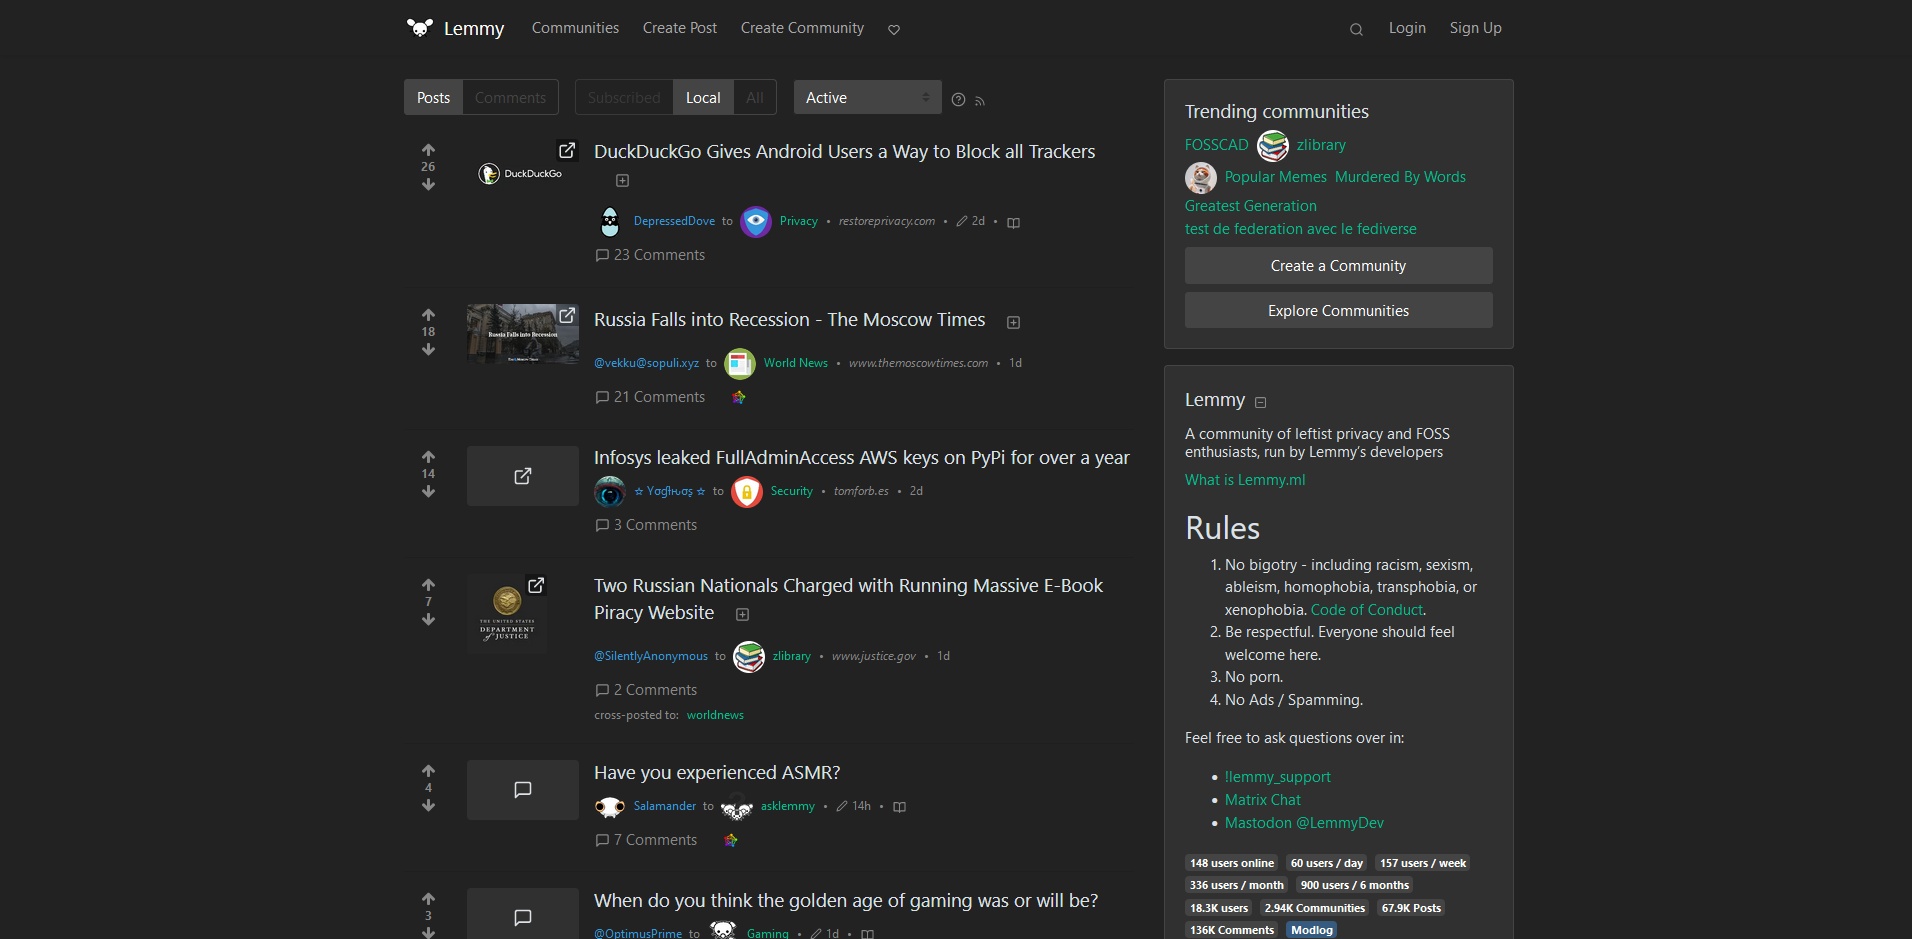 Lemmy Communities Create Post Create Community Login Sign Up
Posts Comments Subscribed Local All Active
DuckDuckGo Gives Android Users a Way to Block all Trackers
26
DuckDuckGo
DepressedDove to Privacy • restoreprivacy.com • 2d •
23 Comments
Russia Falls into Recession - The Moscow Times
18
Russia Falls into Recession
@vekku@sopuli.xyz to World News • www.themoscowtimes.com • 1d
21 Comments
Infosys leaked FullAdminAccess AWS keys on PyPi for over a year
14
to Security • tomforb.es • 2d
3 Comments
Two Russian Nationals Charged with Running Massive E-Book
Piracy Website
7
THE UNITED STATES
DEPARTMENT
of JUSTICE
@SilentlyAnonymous to zlibrary • www.justice.gov • 1d
2 Comments
cross-posted to: worldnews
Have you experienced ASMR?
4
Salamander to asklemmy • 14h •
7 Comments
When do you think the golden age of gaming was or will be?
3
@OptimusPrime to Gaming • 1d •
Trending communities
FOSSCAD zlibrary
Popular Memes Murdered By Words
Greatest Generation
test de federation avec le fediverse
Create a Community
Explore Communities
Lemmy
A community of leftist privacy and FOSS
enthusiasts, run by Lemmy’s developers
What is Lemmy.ml
Rules
1. No bigotry - including racism, sexism,
ableism, homophobia, transphobia, or
xenophobia. Code of Conduct.
2. Be respectful. Everyone should feel
welcome here.
3. No porn.
4. No Ads / Spamming.
Feel free to ask questions over in:
• !lemmy_support
• Matrix Chat
• Mastodon @LemmyDev
148 users online 60 users / day 157 users / week
336 users / month 900 users / 6 months
18.3K users 2.94K Communities 67.9K Posts
136K Comments Modlog